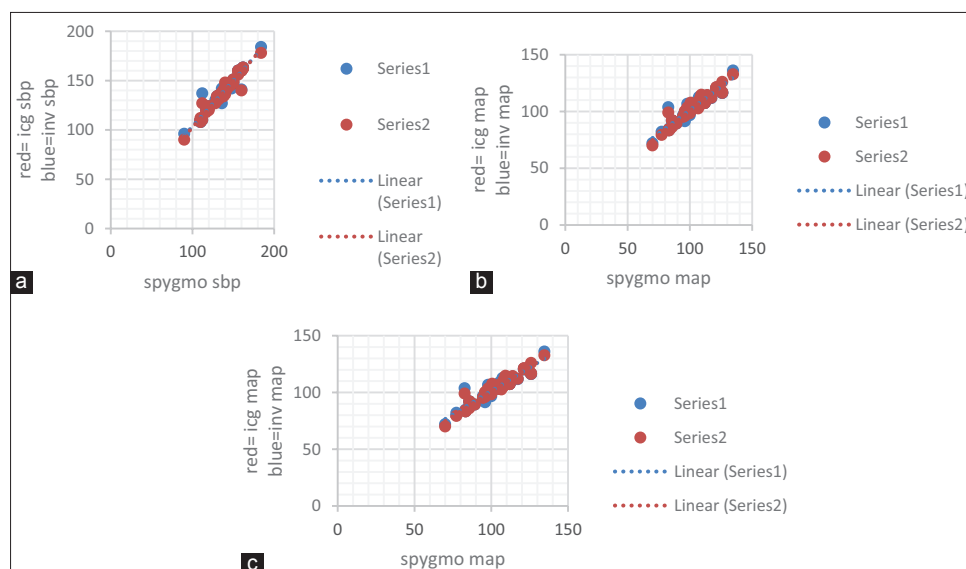 red= icg sbp
blue=inv sbp
200
150
100
50
0
0 100 200
spygmo sbp
Series1
Series2
Linear
(Series1)
Linear
(Series2)
a
red= icg map
blue=inv map
150
100
50
0
0 50 100 150
spygmo map
Series1
Series2
Linear (Series1)
Linear (Series2)
b
red= icg map
blue=inv map
150
100
50
0
0 50 100 150
spygmo map
Series1
Series2
Linear (Series1)
Linear (Series2)
c